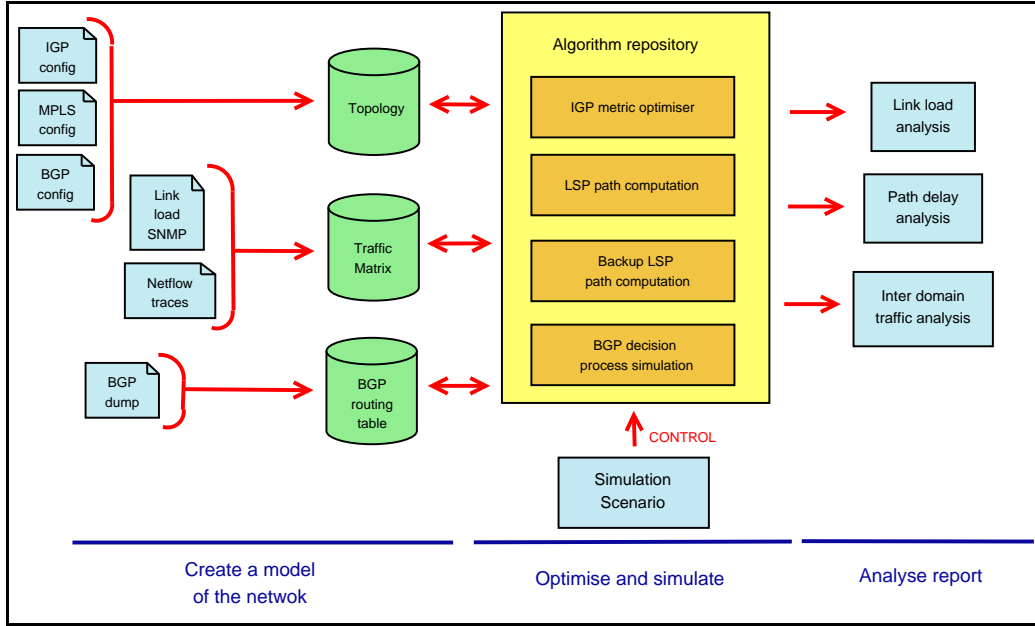 IGP
config
MPLS
config
BGP
config
Link
load
SNMP
Netflow
traces
BGP
dump
Topology
Traffic
Matrix
BGP
routing
table
Algorithm repository
IGP metric optimiser
LSP path computation
Backup LSP
path computation
BGP decision
process simulation
CONTROL
Simulation
Scenario
Link load
analysis
Path delay
analysis
Inter domain
traffic analysis
Create a model
of the netwok
Optimise and simulate
Analyse report